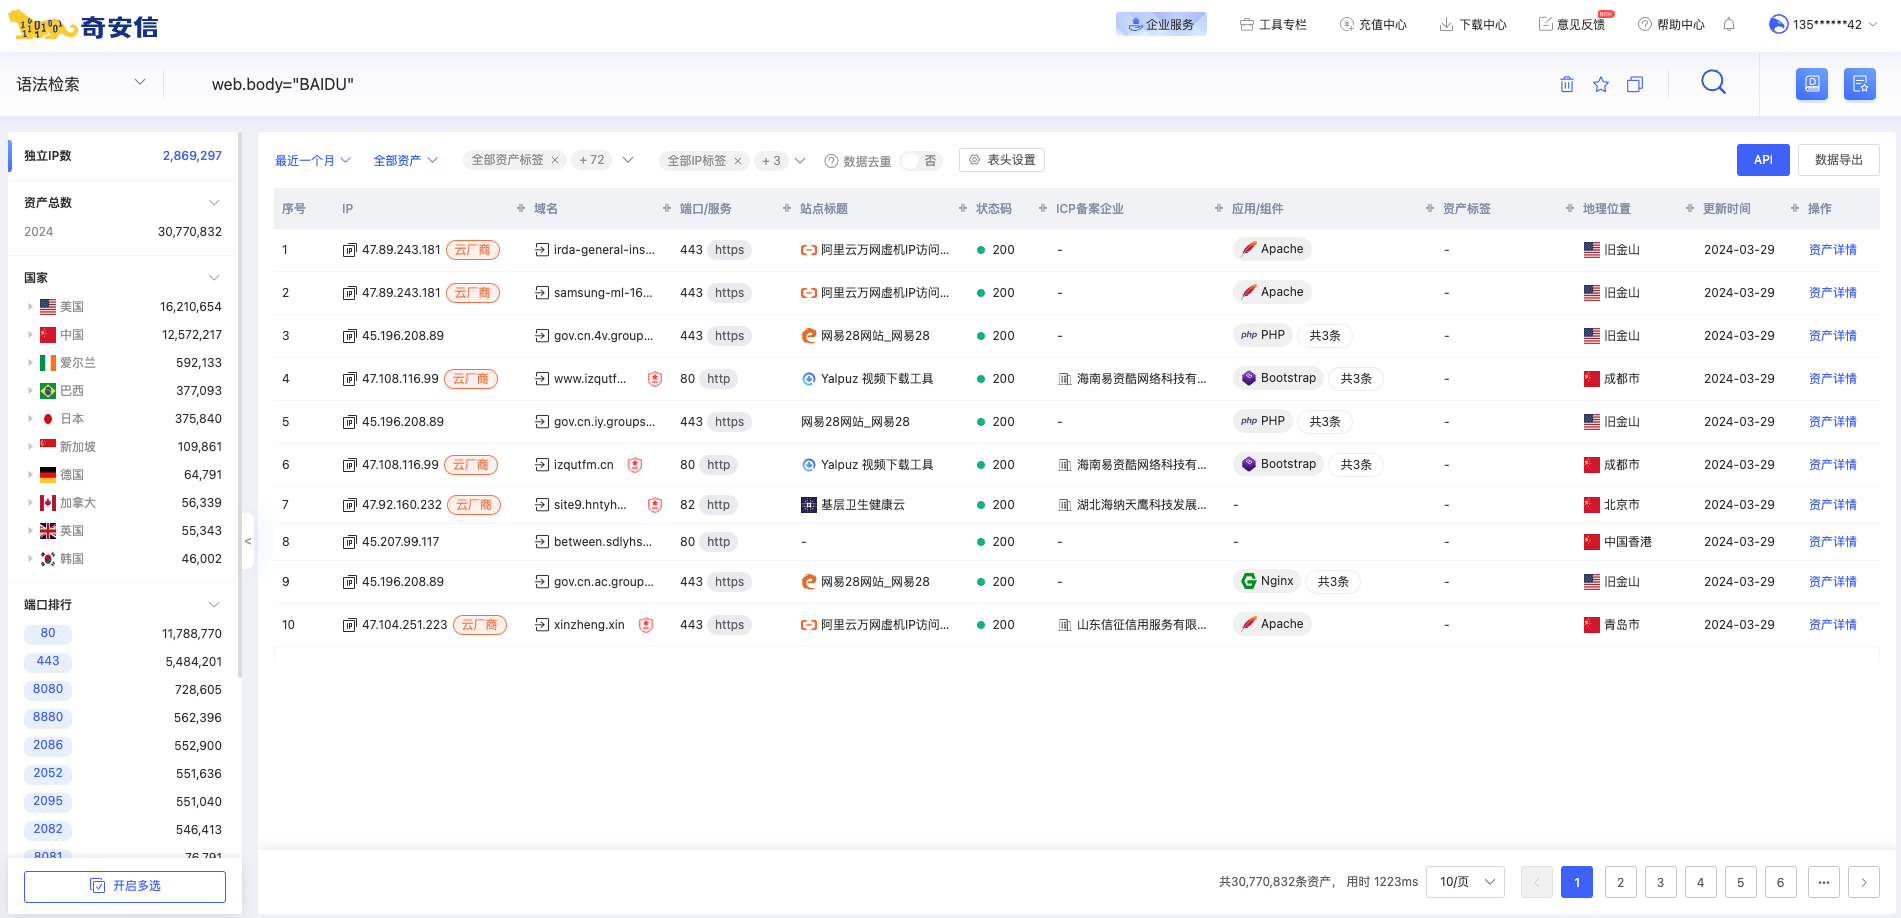 奇安信
企业服务 工具专栏 充值中心 下载中心 意见反馈 NEW 帮助中心 135******42
语法检索 web.body="BAIDU"
独立IP数 2,869,297
资产总数
2024 30,770,832
国家
美国 16,210,654
中国 12,572,217
爱尔兰 592,133
巴西 377,093
日本 375,840
新加坡 109,861
德国 64,791
加拿大 56,339
英国 55,343
韩国 46,002
端口排行
80 11,788,770
443 5,484,201
8080 728,605
8880 562,396
2086 552,900
2052 551,636
2095 551,040
2082 546,413
8081 76,791
开启多选
<
最近一个月 全部资产 全部资产标签 × + 72 全部IP标签 × + 3 数据去重 否 表头设置 API 数据导出
序号 IP 域名 端口/服务 站点标题 状态码 ICP备案企业 应用/组件 资产标签 地理位置 更新时间 操作
1 47.89.243.181 云厂商 irda-general-ins... 443 https 阿里云万网虚机IP访问... 200 - Apache - 旧金山 2024-03-29 资产详情
2 47.89.243.181 云厂商 samsung-ml-16... 443 https 阿里云万网虚机IP访问... 200 - Apache - 旧金山 2024-03-29 资产详情
3 45.196.208.89 gov.cn.4v.group... 443 https 网易28网站_网易28 200 - php PHP 共3条 - 旧金山 2024-03-29 资产详情
4 47.108.116.99 云厂商 www.izqutf... 80 http Yalpuz 视频下载工具 200 海南易资酷网络科技有... Bootstrap 共3条 - 成都市 2024-03-29 资产详情
5 45.196.208.89 gov.cn.iy.groups... 443 https 网易28网站_网易28 200 - php PHP 共3条 - 旧金山 2024-03-29 资产详情
6 47.108.116.99 云厂商 izqutfm.cn 80 http Yalpuz 视频下载工具 200 海南易资酷网络科技有... Bootstrap 共3条 - 成都市 2024-03-29 资产详情
7 47.92.160.232 云厂商 site9.hntyh... 82 http 基层卫生健康云 200 湖北海纳天鹰科技发展... - - 北京市 2024-03-29 资产详情
8 45.207.99.117 between.sdlyhs... 80 http - 200 - - - 中国香港 2024-03-29 资产详情
9 45.196.208.89 gov.cn.ac.group... 443 https 网易28网站_网易28 200 - Nginx 共3条 - 旧金山 2024-03-29 资产详情
10 47.104.251.223 云厂商 xinzheng.xin 443 https 阿里云万网虚机IP访问... 200 山东信征信用服务有限... Apache - 青岛市 2024-03-29 资产详情
共30,770,832条资产， 用时 1223ms 10/页 < 1 2 3 4 5 6 ··· >